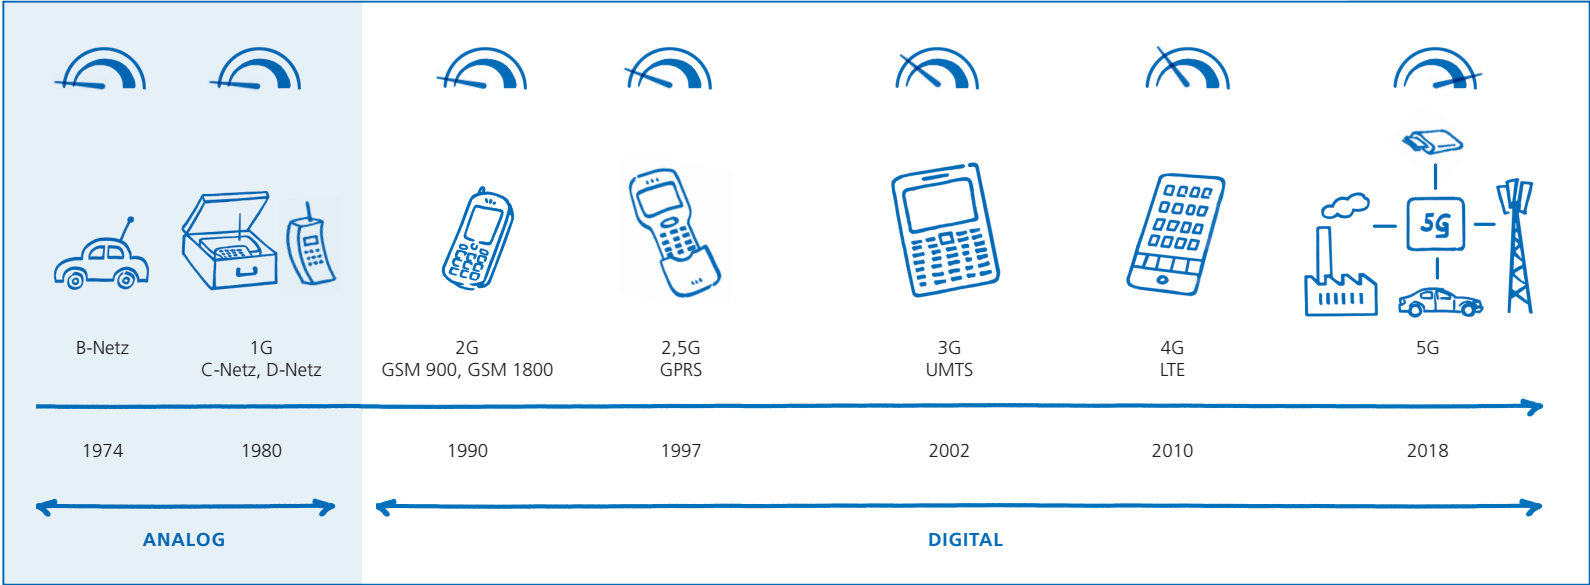 5G
B-Netz
1G
C-Netz, D-Netz
2G
GSM 900, GSM 1800
2,5G
GPRS
3G
UMTS
4G
LTE
5G
1974
1980
1990
1997
2002
2010
2018
ANALOG
DIGITAL